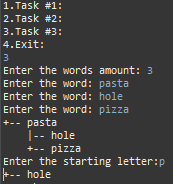 1.Task #1:
2.Task #2:
3.Task #3:
4.Exit:
3
Enter the words amount: 3
Enter the word: pasta
Enter the word: hole
Enter the word: pizza
+-- pasta
    |-- hole
    +-- pizza
Enter the starting letter:p
+-- hole